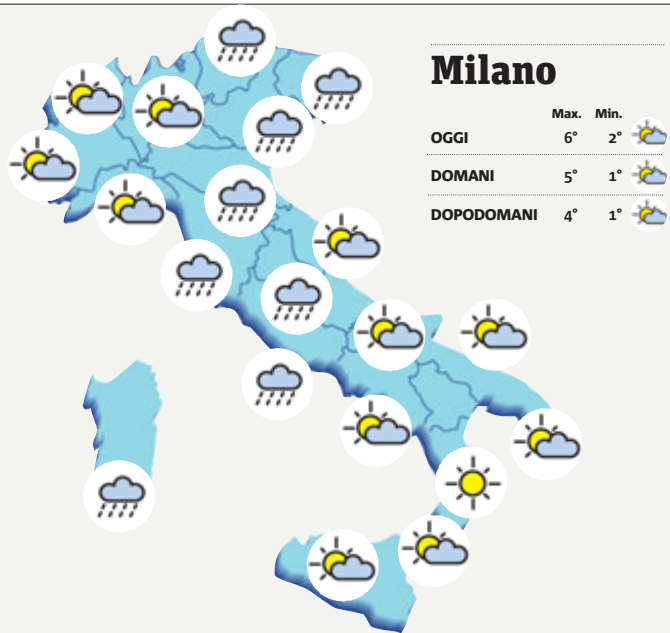 Milano
Max. Min.
OGGI 6° 2°
DOMANI 5° 1°
DOPODOMANI 4° 1°